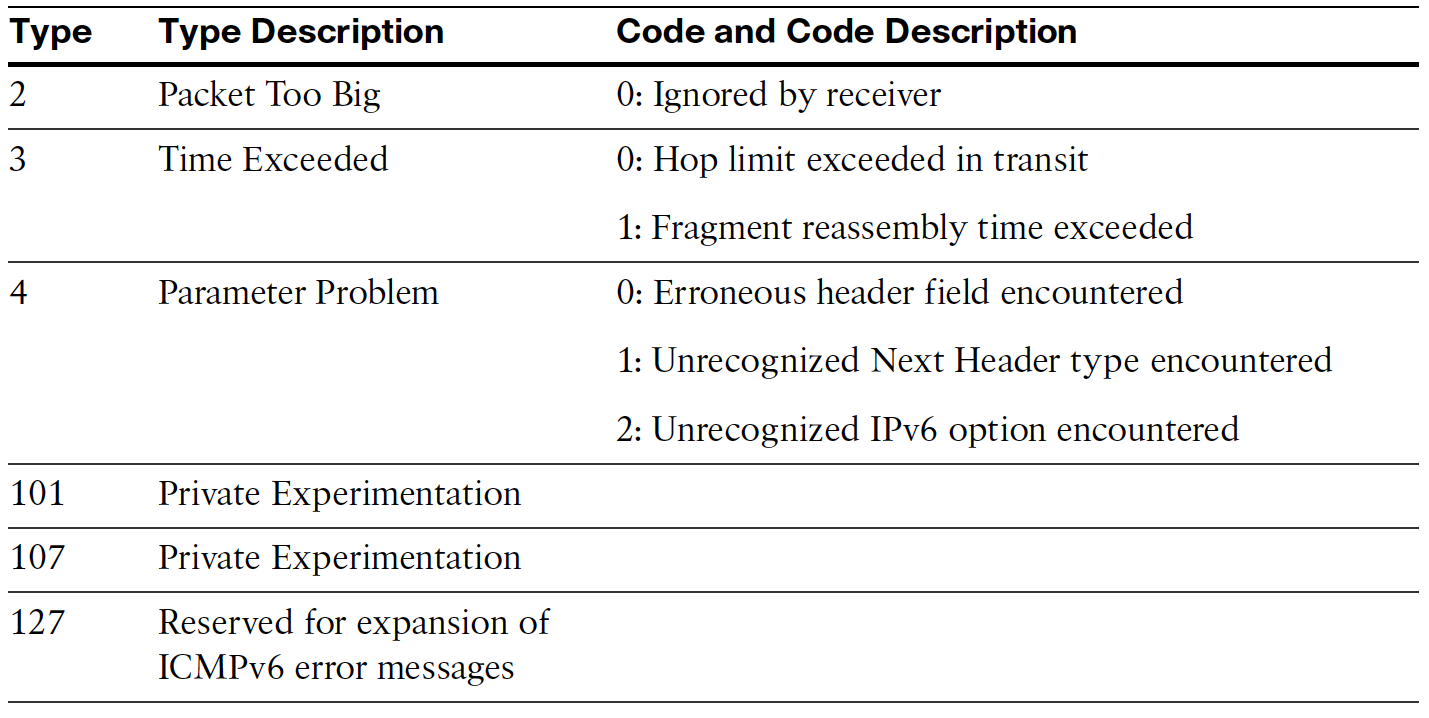 Type Type Description Code and Code Description
2 Packet Too Big 0: Ignored by receiver
3 Time Exceeded 0: Hop limit exceeded in transit
1: Fragment reassembly time exceeded
4 Parameter Problem 0: Erroneous header field encountered
1: Unrecognized Next Header type encountered
2: Unrecognized IPv6 option encountered
101 Private Experimentation
107 Private Experimentation
127 Reserved for expansion of
ICMPv6 error messages